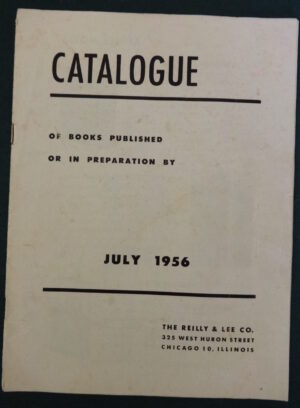 CATALOGUE
OF BOOKS PUBLISHED
OR IN PREPARATION BY
JULY 1956
THE REILLY & LEE CO.
325 WEST HURON STREET
CHICAGO 10, ILLINOIS